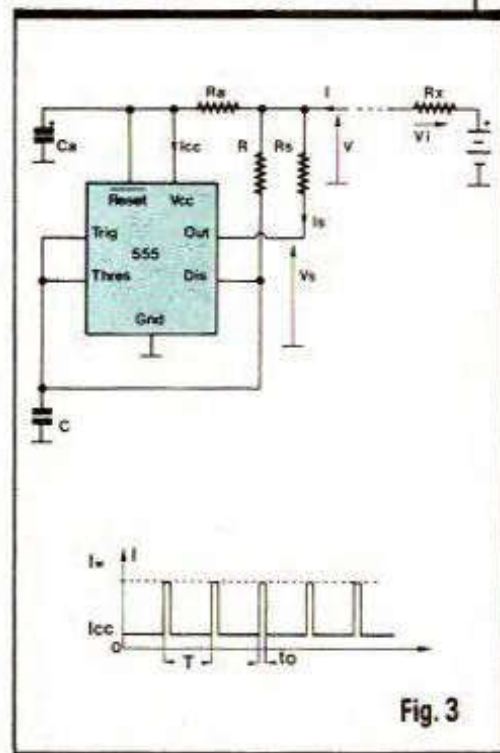 Ra
I
Rx
Ca
Icc
R
Rs
V
Vi
Reset
Vcc
Is
Trig
Out
555
Thres
Dis
Vs
Gnd
C
I
Icc
0
T
to
Fig. 3